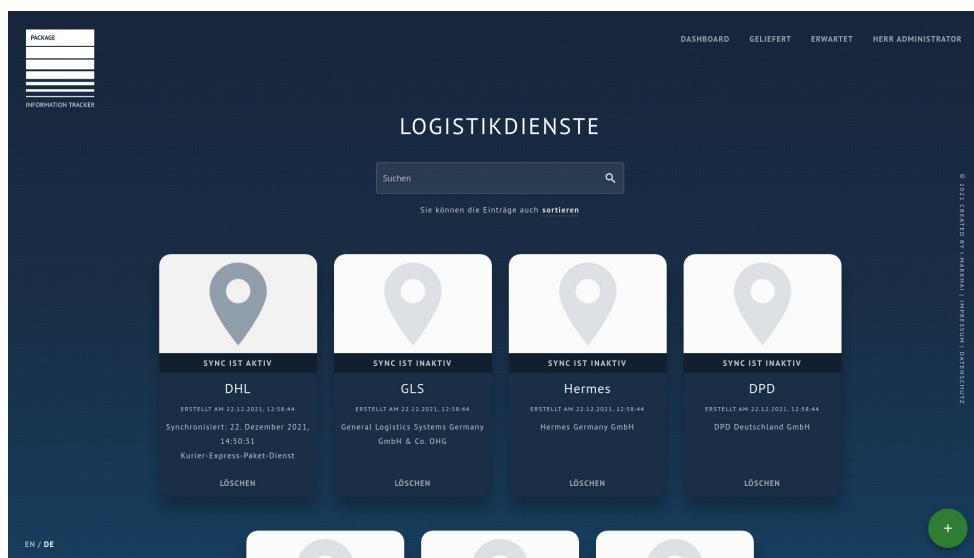 PACKAGE
INFORMATION TRACKER
DASHBOARD GELIEFERT ERWARTET HERR ADMINISTRATOR
LOGISTIKDIENSTE
Suchen
Sie können die Einträge auch sortieren
SYNC IST AKTIV
DHL
ERSTELLT AM 22.12.2021, 12:58:44
Synchronisiert: 22. Dezember 2021,
14:50:31
Kurier-Express-Paket-Dienst
LÖSCHEN
SYNC IST INAKTIV
GLS
ERSTELLT AM 22.12.2021, 12:58:44
General Logistics Systems Germany
GmbH & Co. OHG
LÖSCHEN
SYNC IST INAKTIV
Hermes
ERSTELLT AM 22.12.2021, 12:58:44
Hermes Germany GmbH
LÖSCHEN
SYNC IST INAKTIV
DPD
ERSTELLT AM 22.12.2021, 12:58:44
DPD Deutschland GmbH
LÖSCHEN
© 2021 CREATED BY I.MARKHAI | IMPRESSUM | DATENSCHUTZ
+
EN / DE